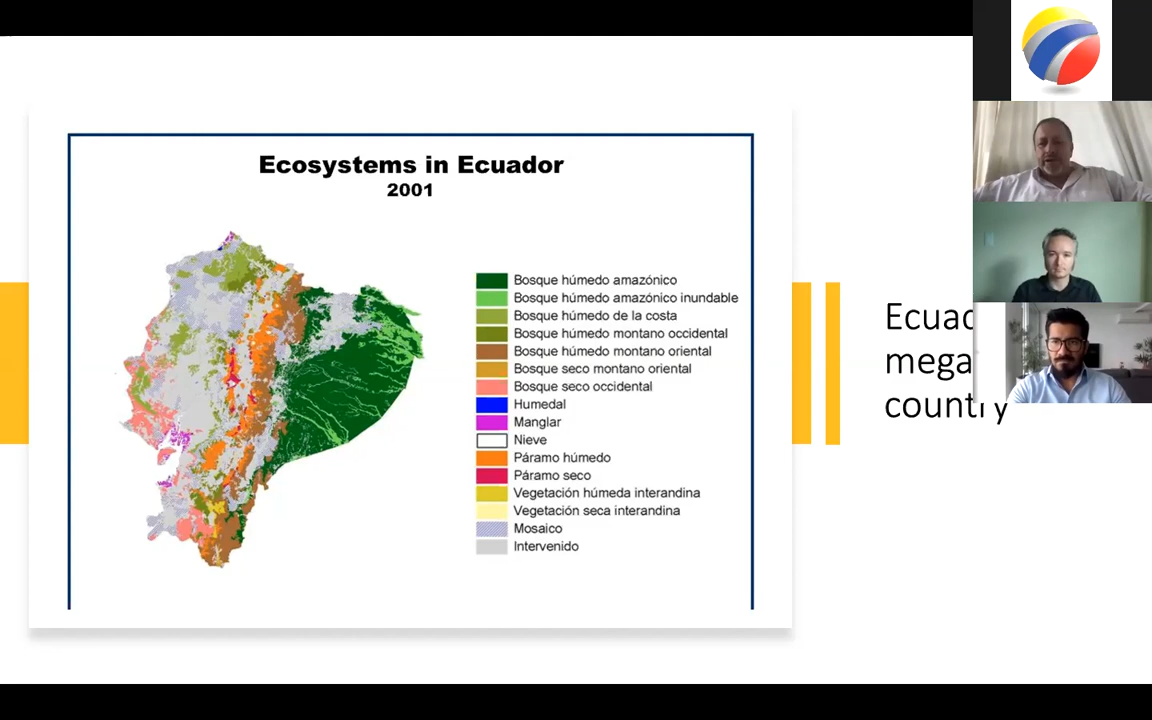 Ecosystems in Ecuador
2001
Bosque húmedo amazónico
Bosque húmedo amazónico inundable
Bosque húmedo de la costa
Bosque húmedo montano occidental
Bosque húmedo montano oriental
Bosque seco montano oriental
Bosque seco occidental
Humedal
Manglar
Nieve
Páramo húmedo
Páramo seco
Vegetación húmeda interandina
Vegetación seca interandina
Mosaico
Intervenido
mega
country